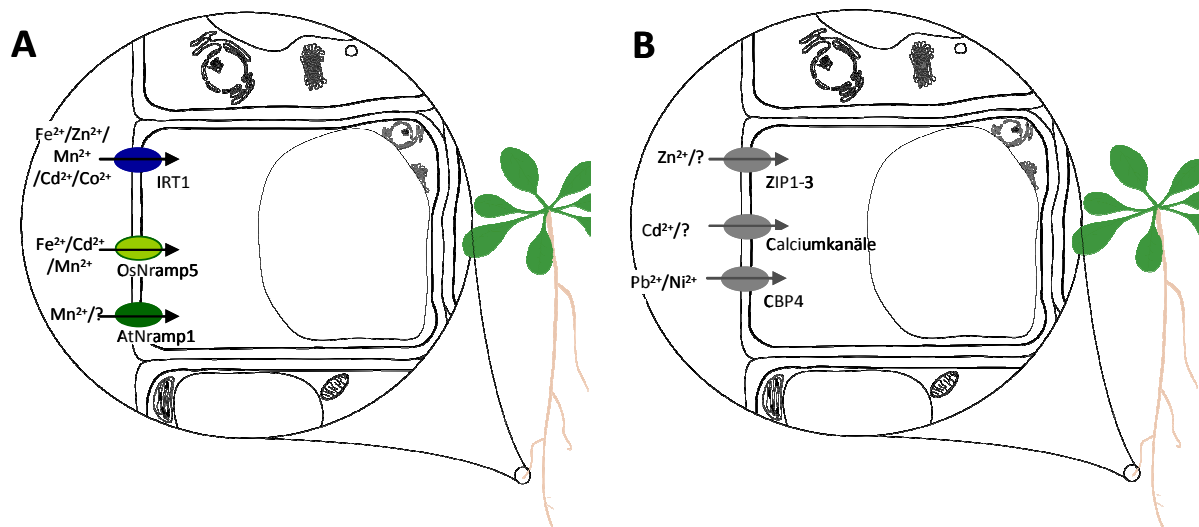 A
Fe²⁺/Zn²⁺/
Mn²⁺
/Cd²⁺/Co²⁺
IRT1
Fe²⁺/Cd²⁺
/Mn²⁺
OsNramp5
Mn²⁺/?
AtNramp1
B
Zn²⁺/?
ZIP1-3
Cd²⁺/?
Calciumkanäle
Pb²⁺/Ni²⁺
CBP4